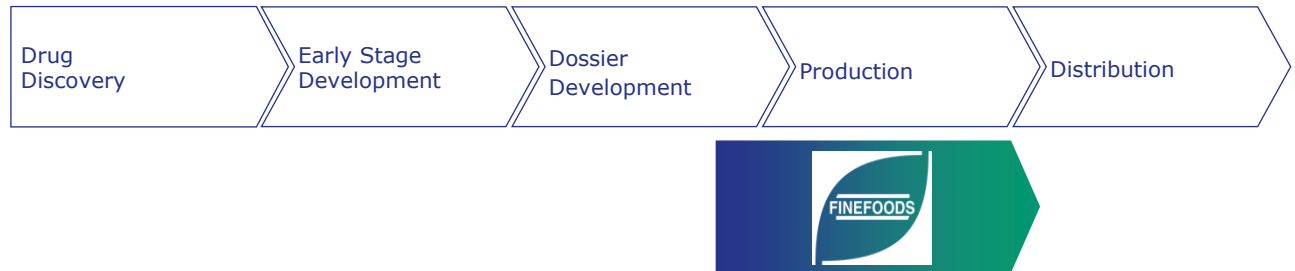 Drug
Discovery
Early Stage
Development
Dossier
Development
Production
Distribution
FINEFOODS